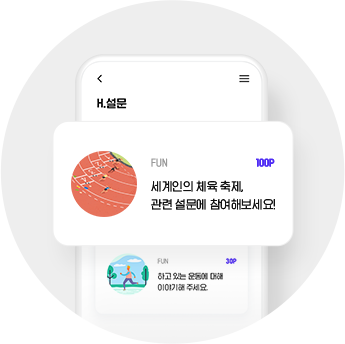 H.설문
FUN
100P
세계인의 체육 축제,
관련 설문에 참여해보세요!
FUN
30P
하고 있는 운동에 대해
이야기해 주세요.